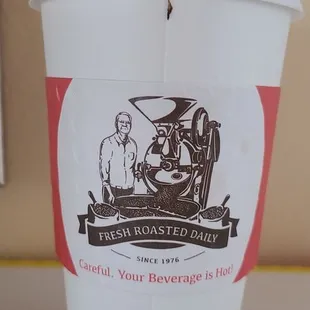 FRESH ROASTED DAILY
SINCE 1976
Careful. Your Beverage is Hot!